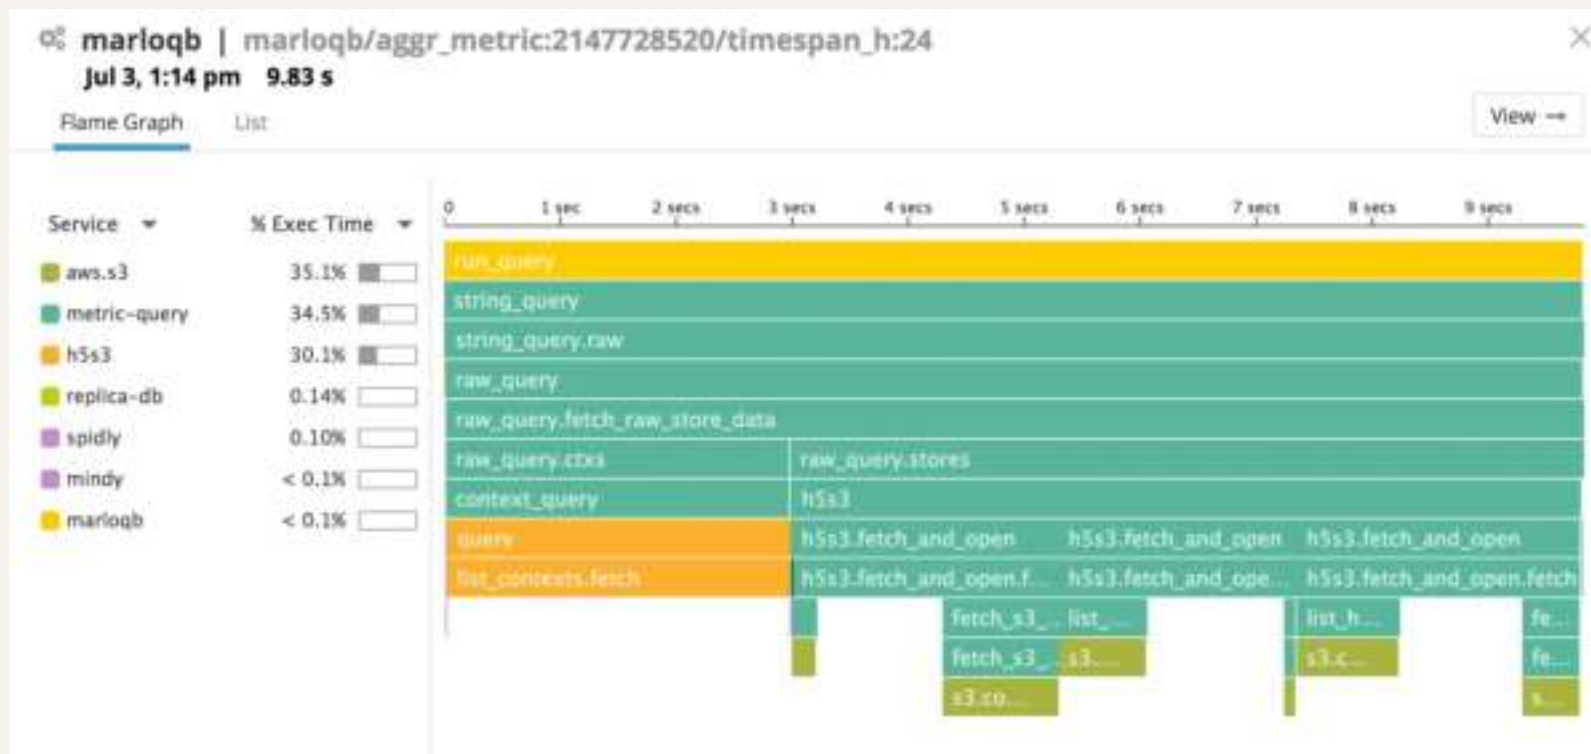 marloqb | marloqb/aggr_metric:2147728520/timespan_h:24
Jul 3, 1:14 pm 9.83 s
Flame Graph List
View →
Service % Exec Time
0 1 sec 2 secs 3 secs 4 secs 5 secs 6 secs 7 secs 8 secs 9 secs
aws.s3 35.1%
metric-query 34.5%
h5s3 30.1%
replica-db 0.14%
spidly 0.10%
mindy < 0.1%
marloqb < 0.1%
run_query
string_query
string_query.raw
raw_query
raw_query.fetch_raw_store_data
raw_query.ctxs raw_query.stores
context_query h5s3
query h5s3.fetch_and_open h5s3.fetch_and_open h5s3.fetch_and_open
list_contexts.fetch h5s3.fetch_and_open.f... h5s3.fetch_and_ope... h5s3.fetch_and_open.fetch
fetch_s3_... list_... list_h... fe...
fetch_s3_... s3.... s3.c... fe...
s3.co... s...